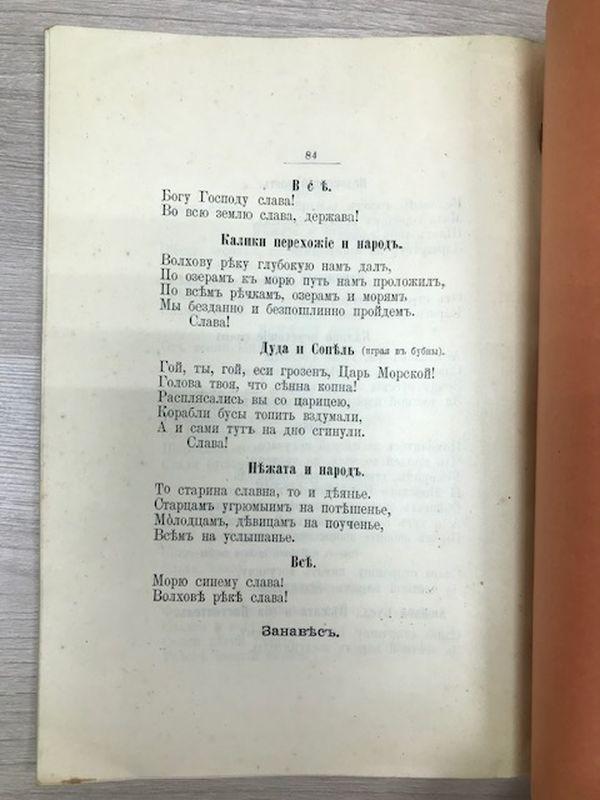 84
Всѣ.
Богу Господу слава!
Во всю землю слава, держава!
Калики перехожіе и народъ.
Волхову рѣку глубокую намъ далъ,
По озерамъ къ морю путь намъ проложилъ,
По всѣмъ рѣчкамъ, озерамъ и морямъ
Мы безданно и безпошлинно пройдемъ.
Слава!
Дуда и Сопѣль (играя въ бубны).
Гой, ты, гой, еси грозенъ, Царь Морской!
Голова твоя, что сѣнна копна!
Расплясались вы со царицею,
Корабли бусы топить вздумали,
А и сами тутъ на дно сгинули.
Слава!
Нѣжата и народъ.
То старина славна, то и дѣянье.
Старцамъ угрюмыимъ на потѣшенье,
Молодцамъ, дѣвицамъ на поученье,
Всѣмъ на услышанье.
Всѣ.
Морю синему слава!
Волховѣ рѣкѣ слава!
Занавѣсъ.